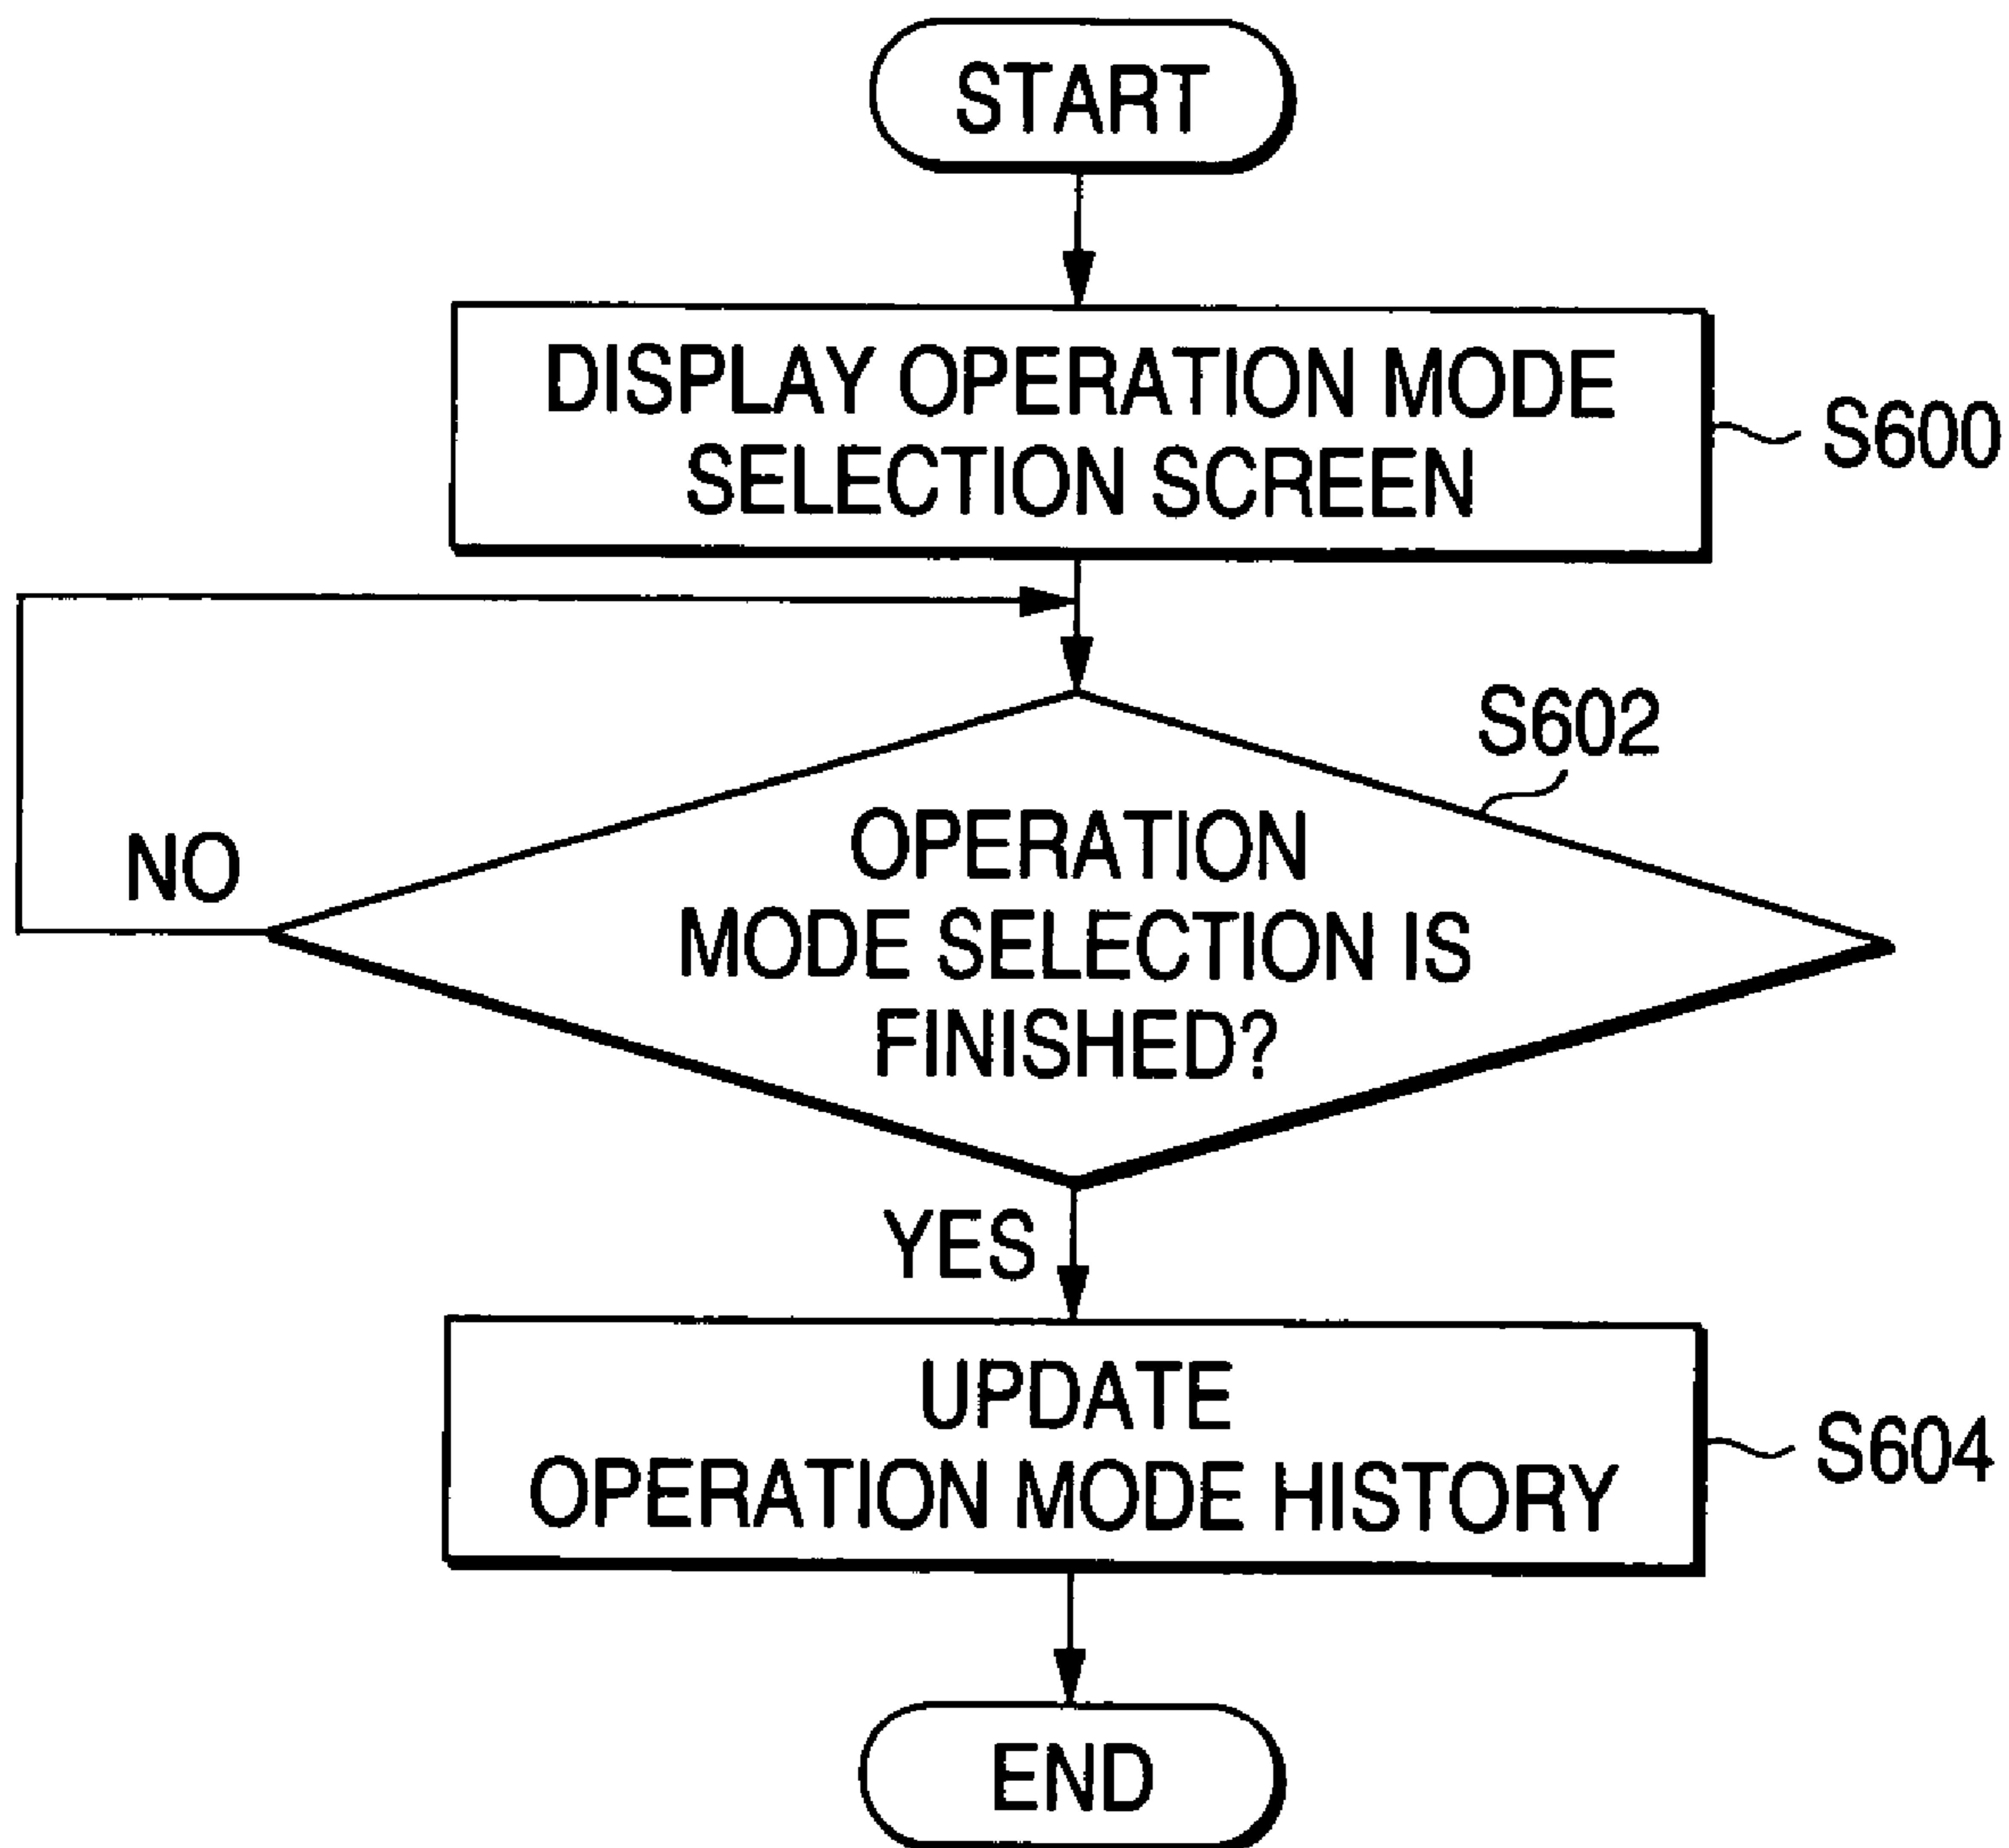 START
DISPLAY OPERATION MODE
SELECTION SCREEN
S600
S602
OPERATION
MODE SELECTION IS
FINISHED?
NO
YES
UPDATE
OPERATION MODE HISTORY
S604
END